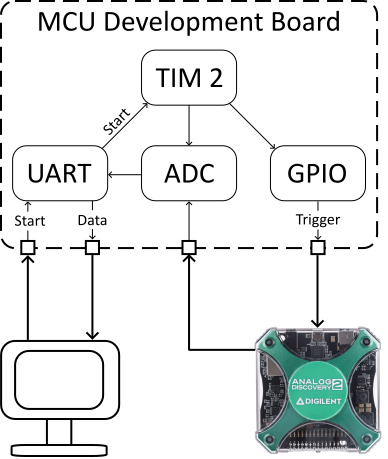 MCU Development Board
TIM 2
Start
UART
ADC
GPIO
Start
Data
Trigger
ANALOG
DISCOVERY 2
DIGILENT